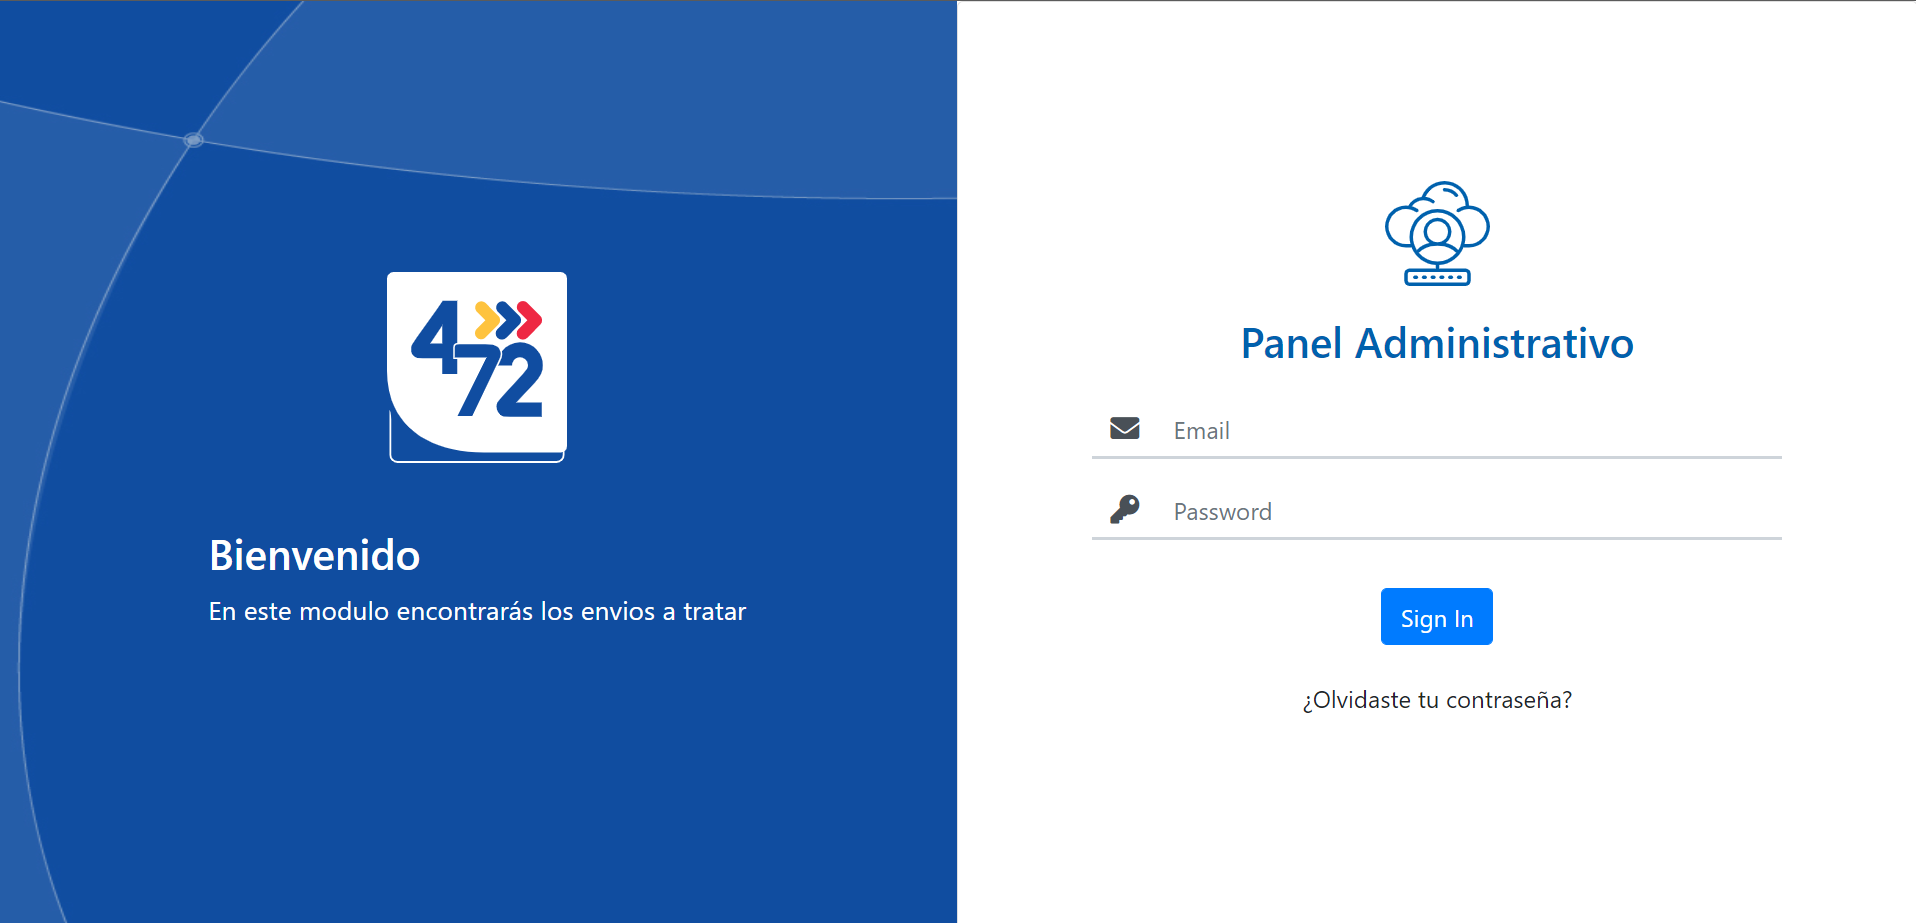 4
72
Bienvenido
En este modulo encontrarás los envios a tratar
Panel Administrativo
Email
Password
Sign In
¿Olvidaste tu contraseña?